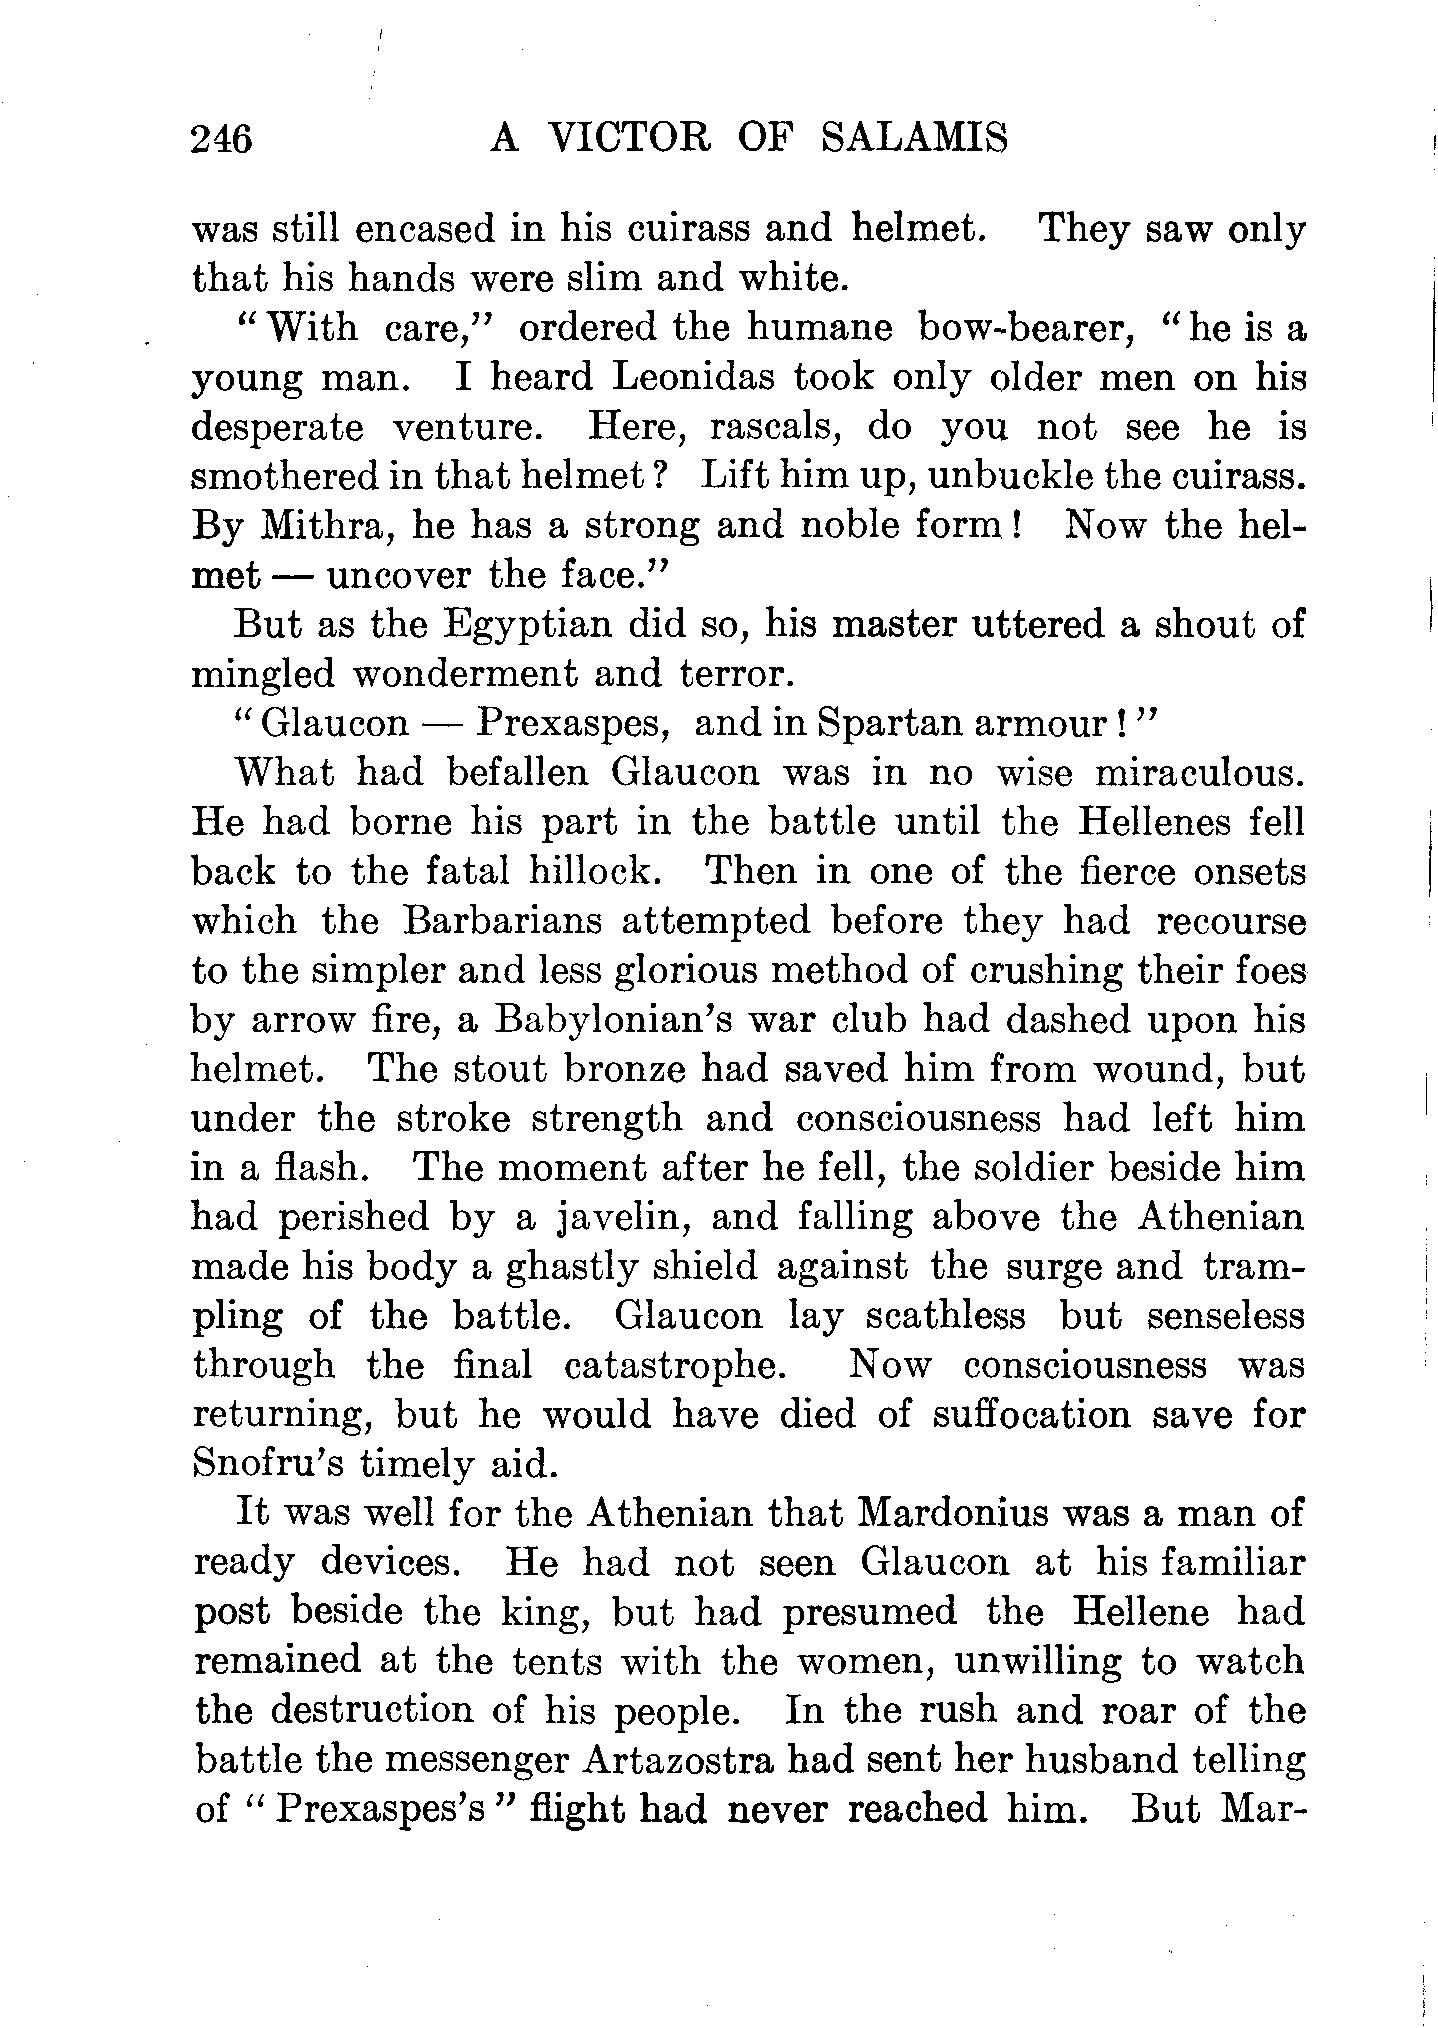 246 A VICTOR OF SALAMIS
was still encased in his cuirass and helmet. They saw only
that his hands were slim and white.
“With care,” ordered the humane bow-bearer, “he is a
young man. I heard Leonidas took only older men on his
desperate venture. Here, rascals, do you not see he is
smothered in that helmet? Lift him up, unbuckle the cuirass.
By Mithra, he has a strong and noble form! Now the hel-
met — uncover the face.”
But as the Egyptian did so, his master uttered a shout of
mingled wonderment and terror.
“Glaucon — Prexaspes, and in Spartan armour!”
What had befallen Glaucon was in no wise miraculous.
He had borne his part in the battle until the Hellenes fell
back to the fatal hillock. Then in one of the fierce onsets
which the Barbarians attempted before they had recourse
to the simpler and less glorious method of crushing their foes
by arrow fire, a Babylonian’s war club had dashed upon his
helmet. The stout bronze had saved him from wound, but
under the stroke strength and consciousness had left him
in a flash. The moment after he fell, the soldier beside him
had perished by a javelin, and falling above the Athenian
made his body a ghastly shield against the surge and tram-
pling of the battle. Glaucon lay scathless but senseless
through the final catastrophe. Now consciousness was
returning, but he would have died of suffocation save for
Snofru’s timely aid.
It was well for the Athenian that Mardonius was a man of
ready devices. He had not seen Glaucon at his familiar
post beside the king, but had presumed the Hellene had
remained at the tents with the women, unwilling to watch
the destruction of his people. In the rush and roar of the
battle the messenger Artazostra had sent her husband telling
of “Prexaspes’s” flight had never reached him. But Mar-